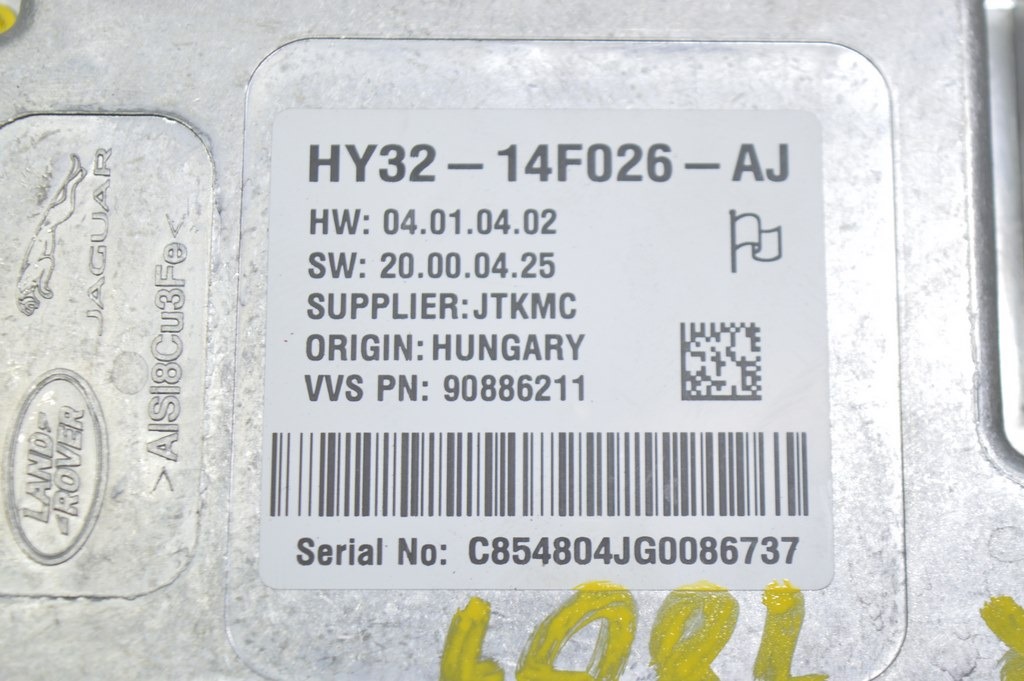 HY32 – 14F026 – AJ
HW: 04.01.04.02
SW: 20.00.04.25
SUPPLIER: JTKMC
ORIGIN: HUNGARY
VVS PN: 90886211
Serial No: C854804JG0086737
JAGUAR
>AlSi8Cu3Fe<
LAND
ROVER